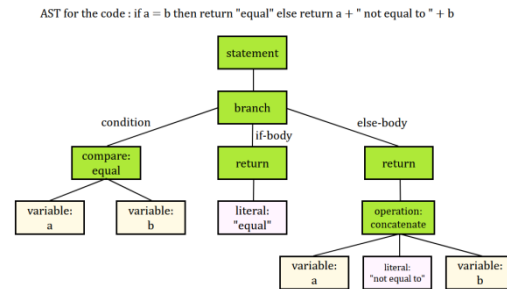 AST for the code : if a = b then return "equal" else return a + " not equal to " + b
statement
branch
condition
if-body
else-body
compare:
equal
return
return
variable:
a
variable:
b
literal:
"equal"
operation:
concatenate
variable:
a
literal:
"not equal to"
variable:
b